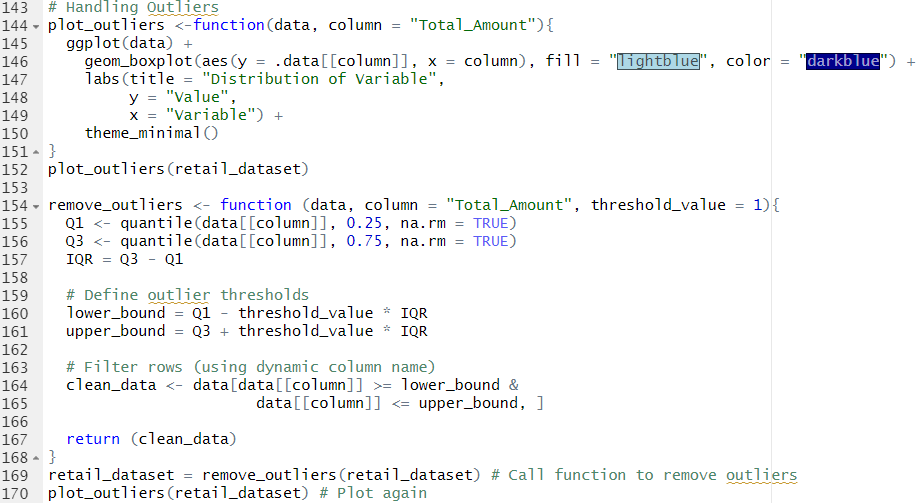 143 # Handling Outliers
144 plot_outliers <-function(data, column = "Total_Amount"){
145   ggplot(data) +
146     geom_boxplot(aes(y = .data[[column]], x = column), fill = "lightblue", color = "darkblue") +
147     labs(title = "Distribution of Variable",
148          y = "Value",
149          x = "Variable") +
150     theme_minimal()
151 }
152 plot_outliers(retail_dataset)
153
154 remove_outliers <- function (data, column = "Total_Amount", threshold_value = 1){
155   Q1 <- quantile(data[[column]], 0.25, na.rm = TRUE)
156   Q3 <- quantile(data[[column]], 0.75, na.rm = TRUE)
157   IQR = Q3 - Q1
158
159   # Define outlier thresholds
160   lower_bound = Q1 - threshold_value * IQR
161   upper_bound = Q3 + threshold_value * IQR
162
163   # Filter rows (using dynamic column name)
164   clean_data <- data[data[[column]] >= lower_bound &
165                        data[[column]] <= upper_bound, ]
166
167   return (clean_data)
168 }
169 retail_dataset = remove_outliers(retail_dataset) # Call function to remove outliers
170 plot_outliers(retail_dataset) # Plot again